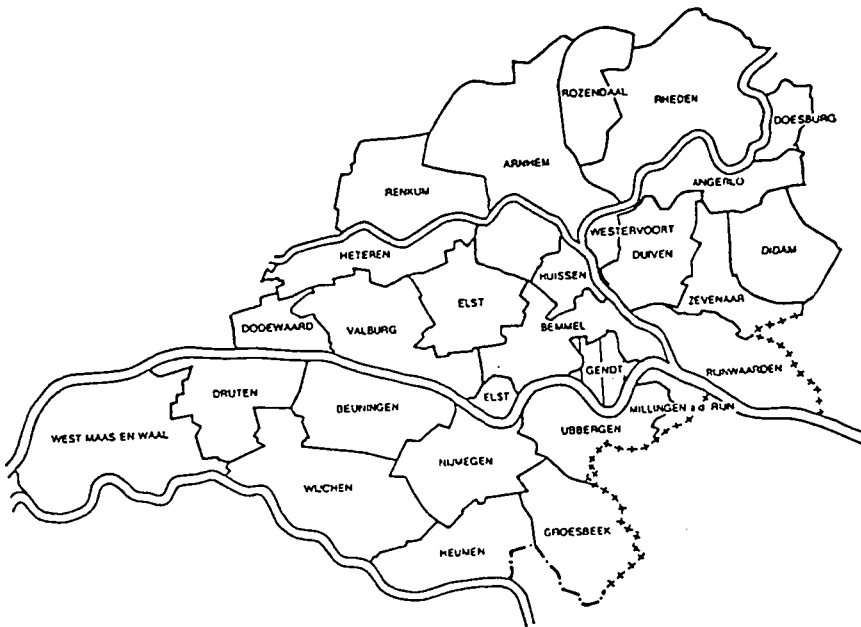 ROZENDAAL
RHEDEN
DOESBURG
ARNHEM
ANGERLO
RENKUM
WESTERVOORT
DUIVEN
DIDAM
HETEREN
HUISSEN
ZEVENAAR
ELST
DODEWAARD
VALBURG
BEMMEL
GENDT
RIJNWAARDEN
DRUTEN
ELST
BEUNINGEN
MILLINGEN a d RIJN
WEST MAAS EN WAAL
UBBERGEN
NIJMEGEN
WIJCHEN
GROESBEEK
HEUMEN